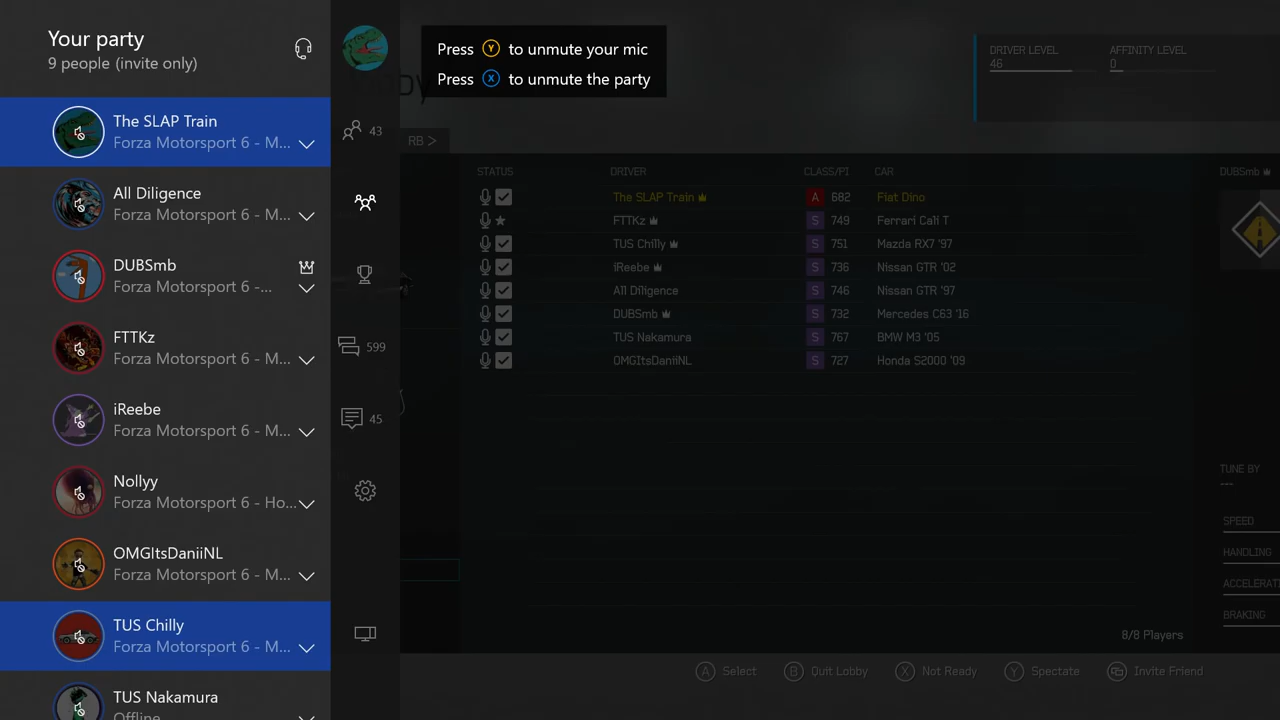 Your party
9 people (invite only)
The SLAP Train
Forza Motorsport 6 - M...
All Diligence
Forza Motorsport 6 - M...
DUBSmb
Forza Motorsport 6 -...
FTTKz
Forza Motorsport 6 - M...
iReebe
Forza Motorsport 6 - M...
Nollyy
Forza Motorsport 6 - Ho...
OMGItsDaniiNL
Forza Motorsport 6 - M...
TUS Chilly
Forza Motorsport 6 - M...
TUS Nakamura
Offline
43
599
45
Press Y to unmute your mic
Press X to unmute the party
DRIVER LEVEL
46
AFFINITY LEVEL
0
RB >
STATUS DRIVER CLASS/PI CAR
The SLAP Train A 682 Fiat Dino
FTTKz S 749 Ferrari Cali T
TUS Chilly S 751 Mazda RX7 '97
iReebe S 736 Nissan GTR '02
All Diligence S 746 Nissan GTR '97
DUBSmb S 732 Mercedes C63 '16
TUS Nakamura S 767 BMW M3 '05
OMGItsDaniiNL S 727 Honda S2000 '09
8/8 Players
DUBSmb
TUNE BY
---
SPEED
HANDLING
ACCELERAT
BRAKING
A Select B Quit Lobby X Not Ready Y Spectate Invite Friend